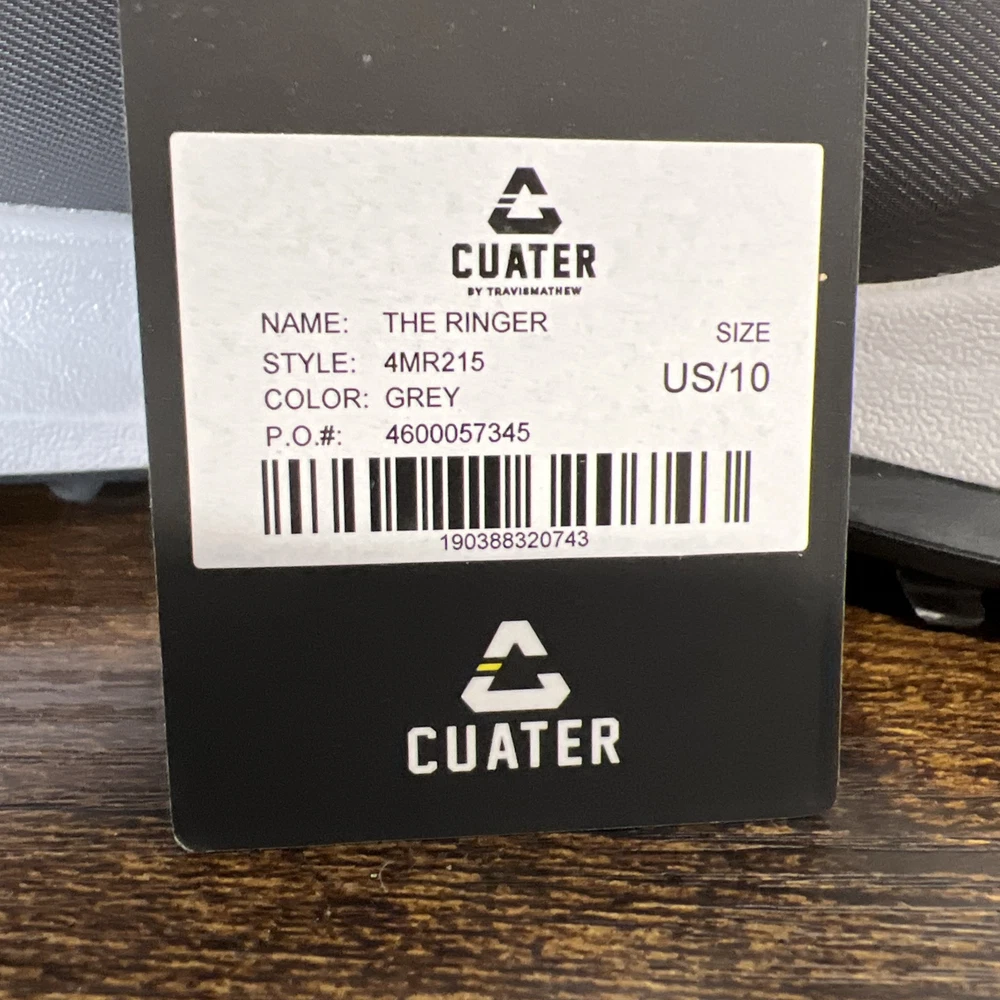 CUATER
BY TRAVISMATHEW
NAME: THE RINGER
SIZE
STYLE: 4MR215
US/10
COLOR: GREY
P.O.#: 4600057345
190388320743
CUATER